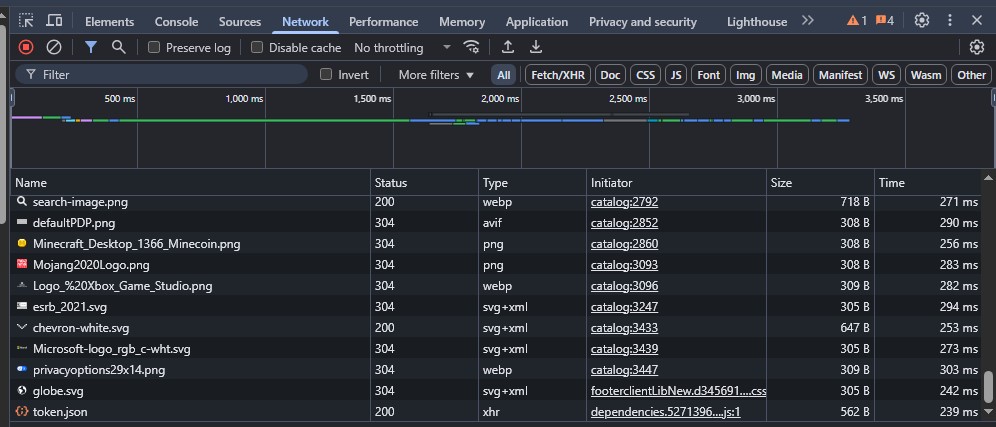 Elements Console Sources Network Performance Memory Application Privacy and security Lighthouse 1 4
Preserve log Disable cache No throttling
Filter Invert More filters All Fetch/XHR Doc CSS JS Font Img Media Manifest WS Wasm Other
500 ms 1,000 ms 1,500 ms 2,000 ms 2,500 ms 3,000 ms 3,500 ms
Name Status Type Initiator Size Time
search-image.png 200 webp catalog:2792 718 B 271 ms
defaultPDP.png 304 avif catalog:2852 308 B 290 ms
Minecraft_Desktop_1366_Minecoin.png 304 png catalog:2860 308 B 256 ms
Mojang2020Logo.png 304 png catalog:3093 308 B 283 ms
Logo_%20Xbox_Game_Studio.png 304 webp catalog:3096 309 B 282 ms
esrb_2021.svg 304 svg+xml catalog:3247 305 B 294 ms
chevron-white.svg 200 svg+xml catalog:3433 647 B 253 ms
Microsoft-logo_rgb_c-wht.svg 304 svg+xml catalog:3439 305 B 273 ms
privacyoptions29x14.png 304 webp catalog:3447 309 B 303 ms
globe.svg 304 svg+xml footerclientLibNew.d345691....css 305 B 242 ms
token.json 200 xhr dependencies.5271396....js:1 562 B 239 ms